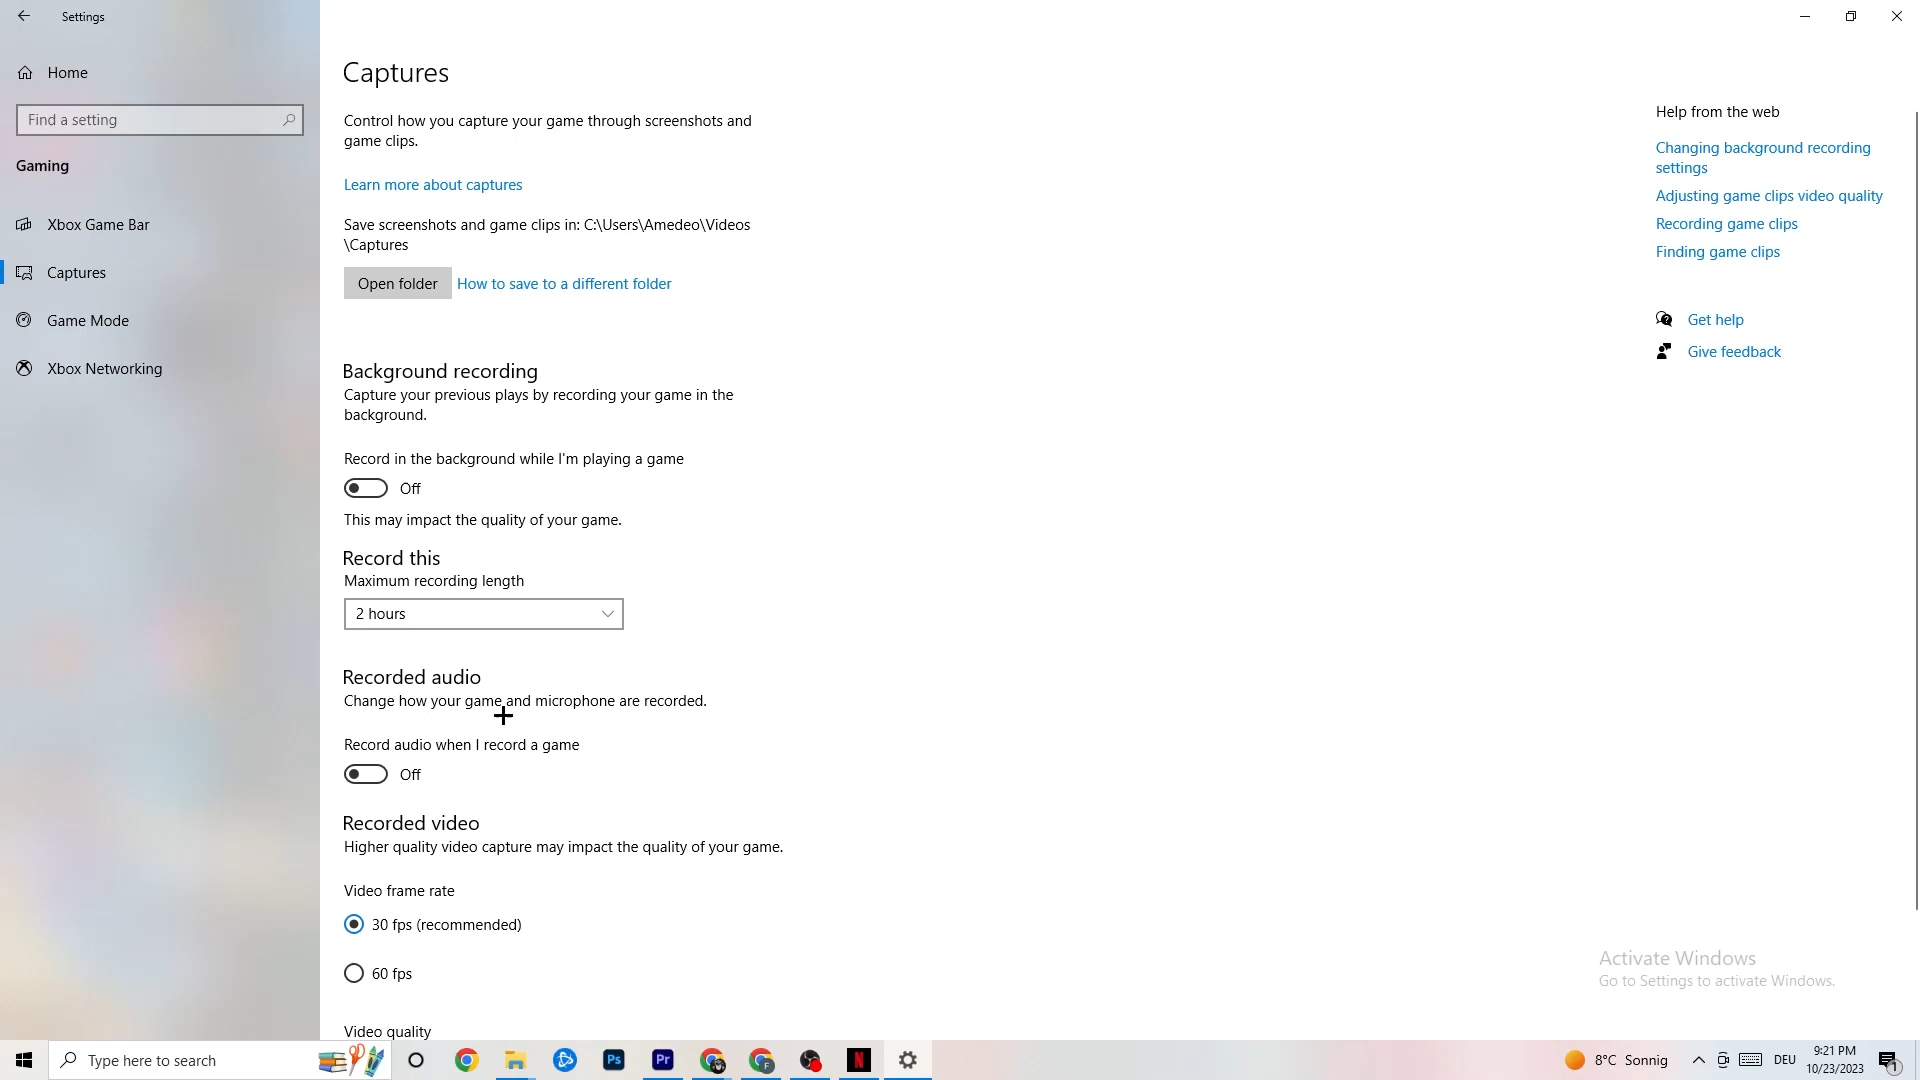 Settings
Home
Find a setting
Gaming
Xbox Game Bar
Captures
Game Mode
Xbox Networking
Captures
Control how you capture your game through screenshots and
game clips.
Learn more about captures
Save screenshots and game clips in: C:\Users\Amedeo\Videos
\Captures
Open folder How to save to a different folder
Background recording
Capture your previous plays by recording your game in the
background.
Record in the background while I'm playing a game
Off
This may impact the quality of your game.
Record this
Maximum recording length
2 hours
Recorded audio
Change how your game and microphone are recorded.
Record audio when I record a game
Off
Recorded video
Higher quality video capture may impact the quality of your game.
Video frame rate
30 fps (recommended)
60 fps
Video quality
Help from the web
Changing background recording
settings
Adjusting game clips video quality
Recording game clips
Finding game clips
Get help
Give feedback
Activate Windows
Go to Settings to activate Windows.
Type here to search
Ps
Pr
F
N
8°C Sonnig
DEU
9:21 PM
10/23/2023
1